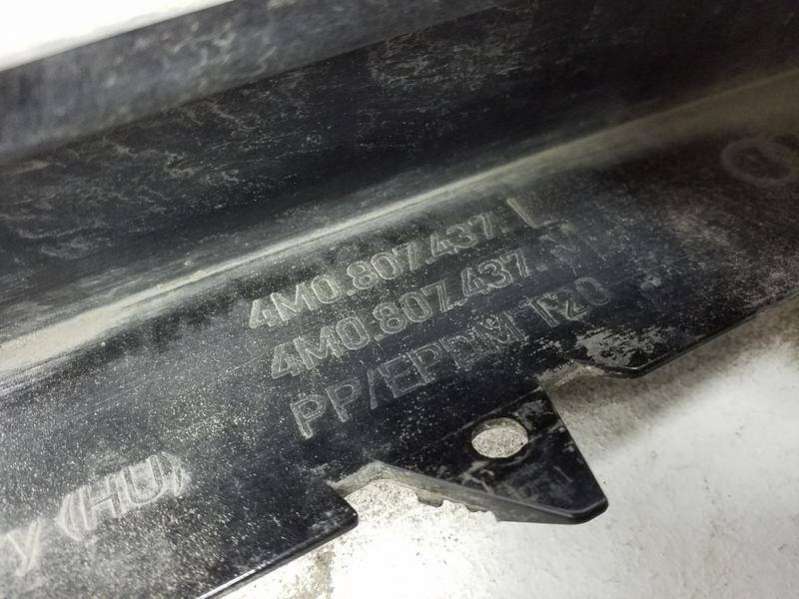 4M0.807.437. L
4M0.807.437. M
PP/EPDM T20
y (HU)